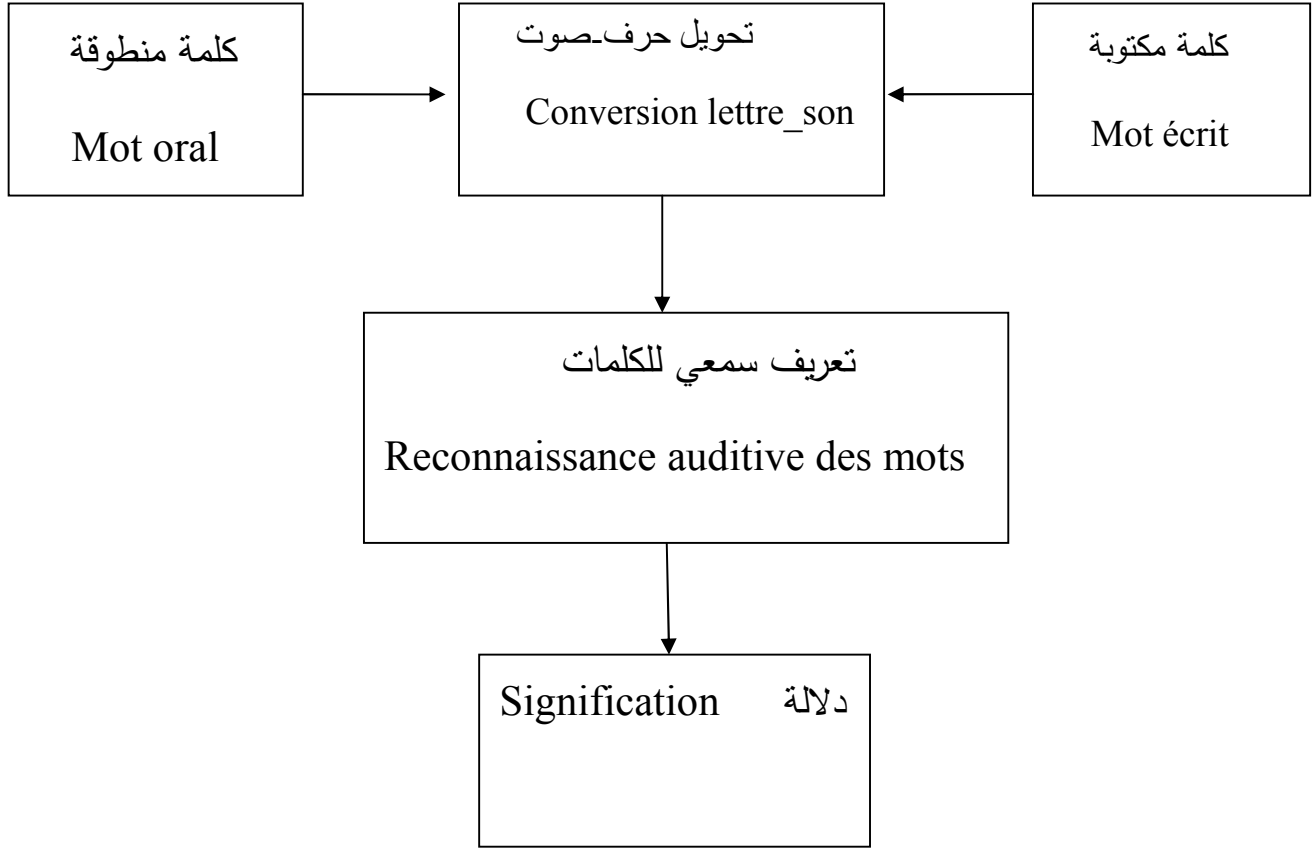 كلمة منطوقة
Mot oral
تحويل حرف-صوت
Conversion lettre_son
كلمة مكتوبة
Mot écrit
تعريف سمعي للكلمات
Reconnaissance auditive des mots
Signification دلالة